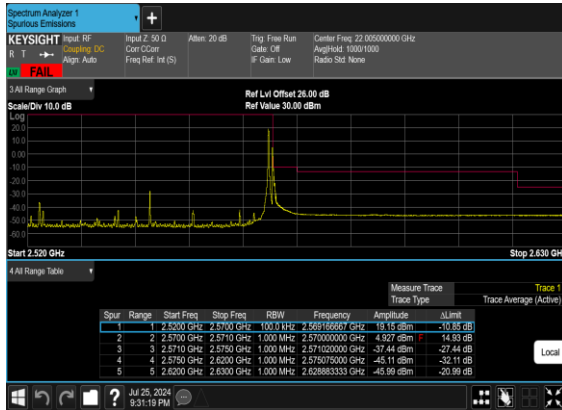 Spectrum Analyzer 1
Spurious Emissions
KEYSIGHT Input: RF Input Z: 50 Ω Atten: 20 dB Trig: Free Run Center Freq: 22.005000000 GHz
R T Coupling: DC Corr CCorr Gate: Off Avg|Hold: 1000/1000
Align: Auto Freq Ref: Int (S) IF Gain: Low Radio Std: None
LV FAIL
3 All Range Graph
Ref Lvl Offset 26.00 dB
Scale/Div 10.0 dB Ref Value 30.00 dBm
Log
20.0
10.0
0.00
-10.0
-20.0
-30.0
-40.0
-50.0
-60.0
Start 2.520 GHz Stop 2.630 GH
4 All Range Table
Measure Trace Trace 1
Trace Type Trace Average (Active)
Spur Range Start Freq Stop Freq RBW Frequency Amplitude ΔLimit
1 1 2.5200 GHz 2.5700 GHz 100.0 kHz 2.569166667 GHz 19.15 dBm -10.85 dB
2 2 2.5700 GHz 2.5710 GHz 1.000 MHz 2.570000000 GHz 4.927 dBm F 14.93 dB
3 3 2.5710 GHz 2.5750 GHz 1.000 MHz 2.571020000 GHz -37.44 dBm -27.44 dB
4 4 2.5750 GHz 2.6200 GHz 1.000 MHz 2.575075000 GHz -45.11 dBm -32.11 dB
5 5 2.6200 GHz 2.6300 GHz 1.000 MHz 2.628883333 GHz -45.99 dBm -20.99 dB
Local
Jul 25, 2024
9:31:19 PM